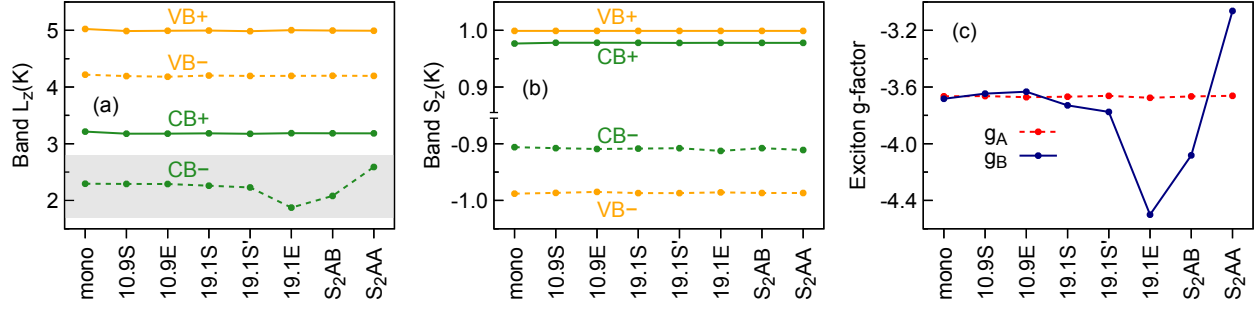 Band L_z(K)
5
4
3
2
VB+
VB−
(a)
CB+
CB−
mono
10.9S
10.9E
19.1S
19.1S'
19.1E
S₂AB
S₂AA
Band S_z(K)
1.0
0.9
-0.9
-1.0
VB+
CB+
(b)
CB−
VB−
mono
10.9S
10.9E
19.1S
19.1S'
19.1E
S₂AB
S₂AA
Exciton g-factor
-3.2
-3.6
-4.0
-4.4
(c)
g_A
g_B
mono
10.9S
10.9E
19.1S
19.1S'
19.1E
S₂AB
S₂AA